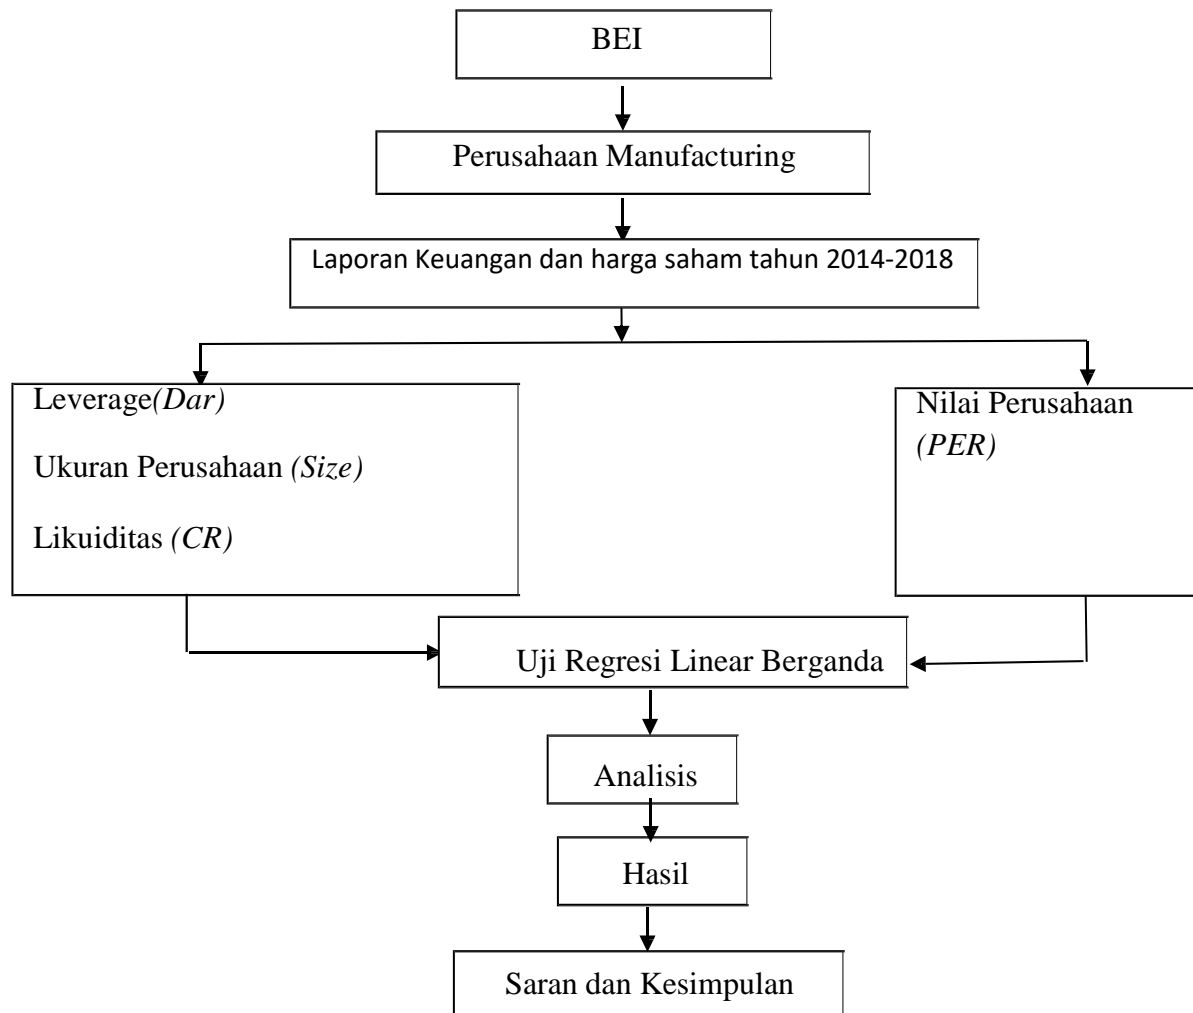 BEI
Perusahaan Manufacturing
Laporan Keuangan dan harga saham tahun 2014-2018
Leverage(Dar)
Ukuran Perusahaan (Size)
Likuiditas (CR)
Nilai Perusahaan
(PER)
Uji Regresi Linear Berganda
Analisis
Hasil
Saran dan Kesimpulan